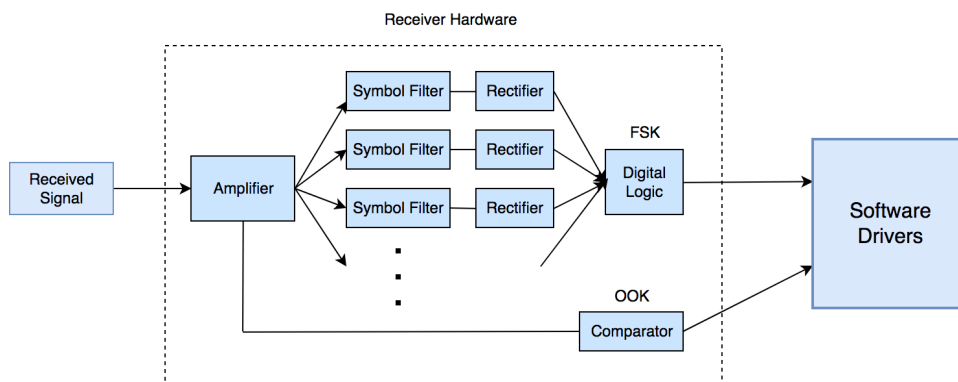 Receiver Hardware
Symbol Filter
Rectifier
FSK
Symbol Filter
Rectifier
Received
Signal
Amplifier
Symbol Filter
Rectifier
Digital
Logic
Software
Drivers
OOK
Comparator